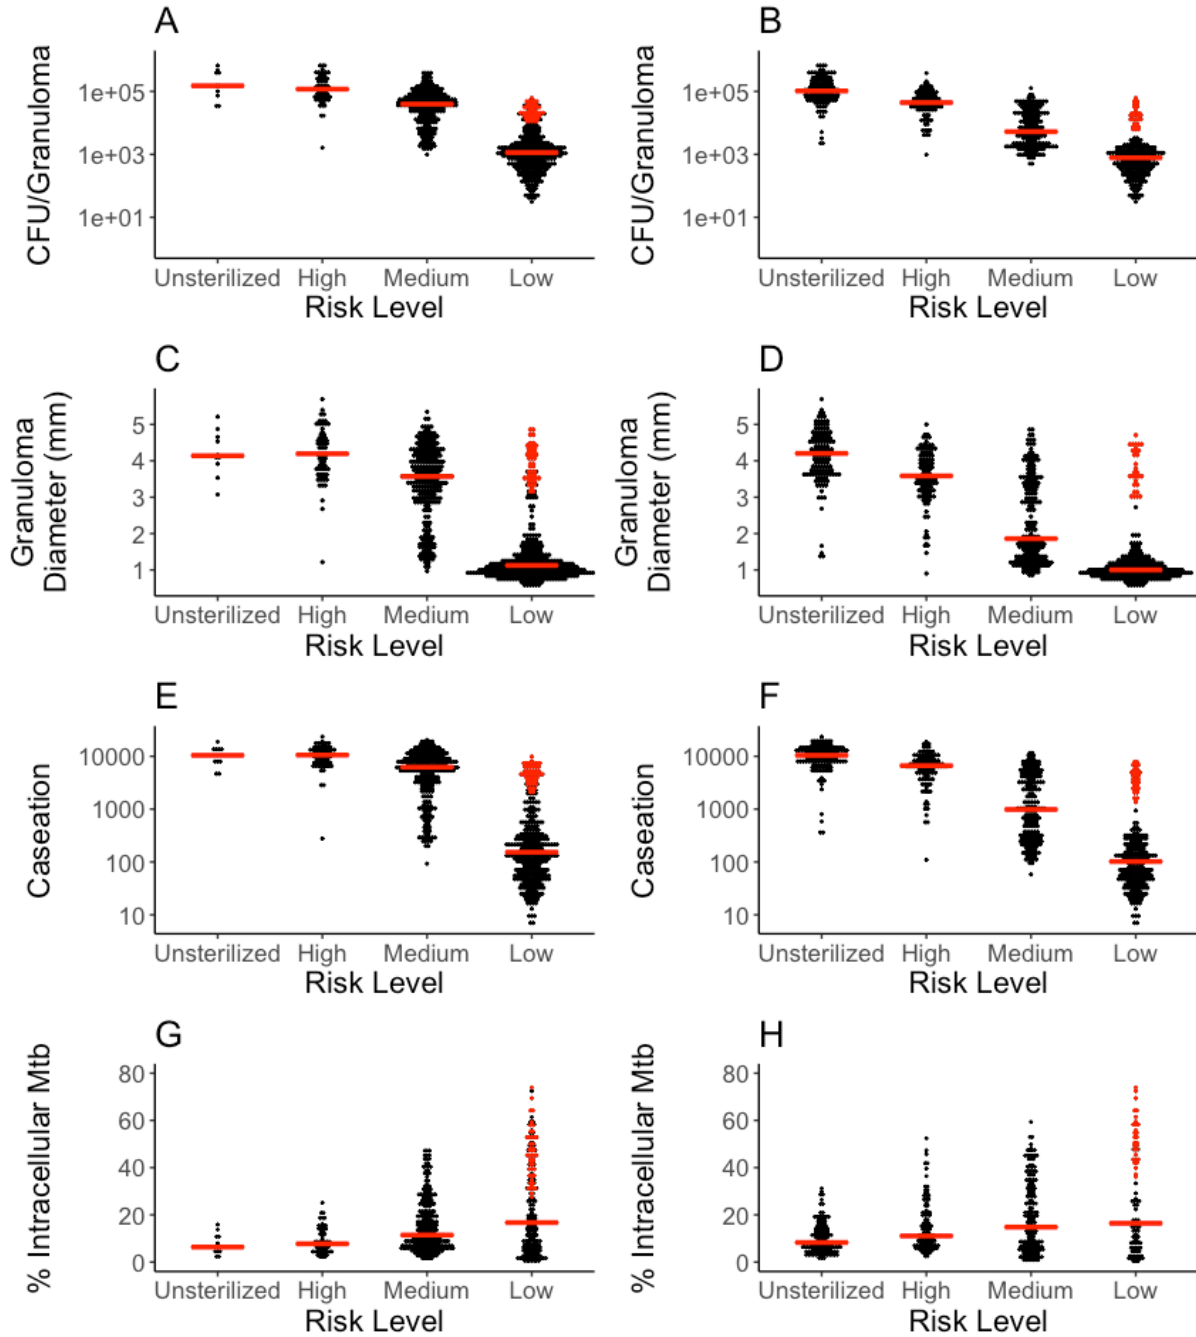 A
CFU/Granuloma
1e+05
1e+03
1e+01
Unsterilized High Medium Low
Risk Level
B
CFU/Granuloma
1e+05
1e+03
1e+01
Unsterilized High Medium Low
Risk Level
C
Granuloma
Diameter (mm)
5
4
3
2
1
Unsterilized High Medium Low
Risk Level
D
Granuloma
Diameter (mm)
5
4
3
2
1
Unsterilized High Medium Low
Risk Level
E
Caseation
10000
1000
100
10
Unsterilized High Medium Low
Risk Level
F
Caseation
10000
1000
100
10
Unsterilized High Medium Low
Risk Level
G
% Intracellular Mtb
80
60
40
20
0
Unsterilized High Medium Low
Risk Level
H
% Intracellular Mtb
80
60
40
20
0
Unsterilized High Medium Low
Risk Level